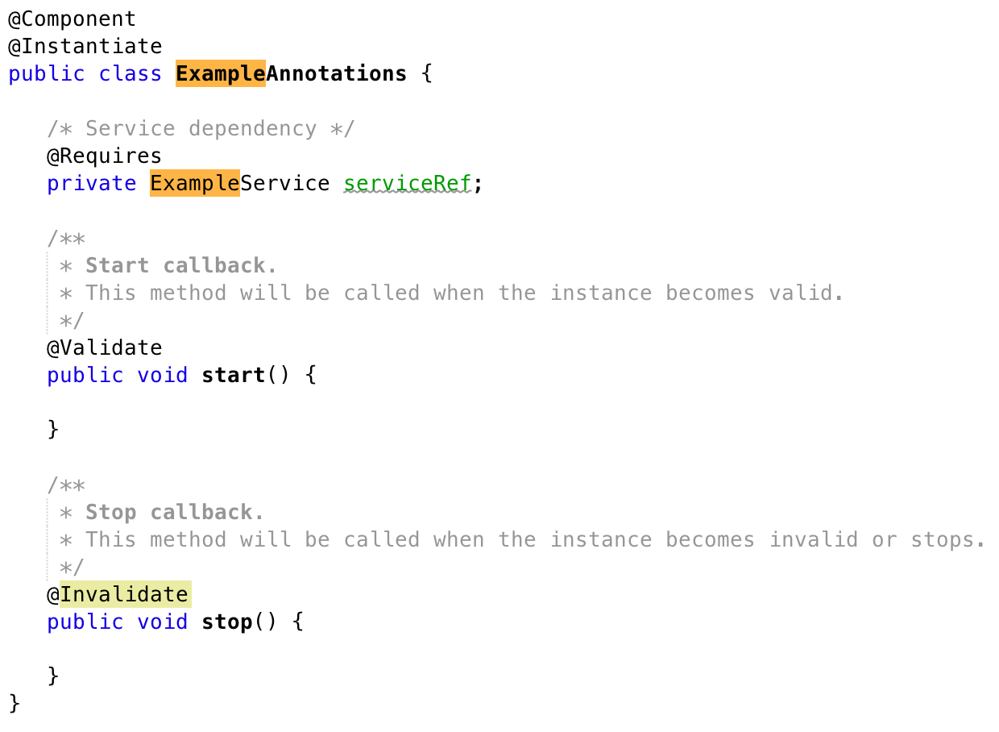 @Component
@Instantiate
public class ExampleAnnotations {
/* Service dependency */
@Requires
private ExampleService serviceRef;
/**
* Start callback.
* This method will be called when the instance becomes valid.
*/
@Validate
public void start() {
}
/**
* Stop callback.
* This method will be called when the instance becomes invalid or stops.
*/
@Invalidate
public void stop() {
}
}